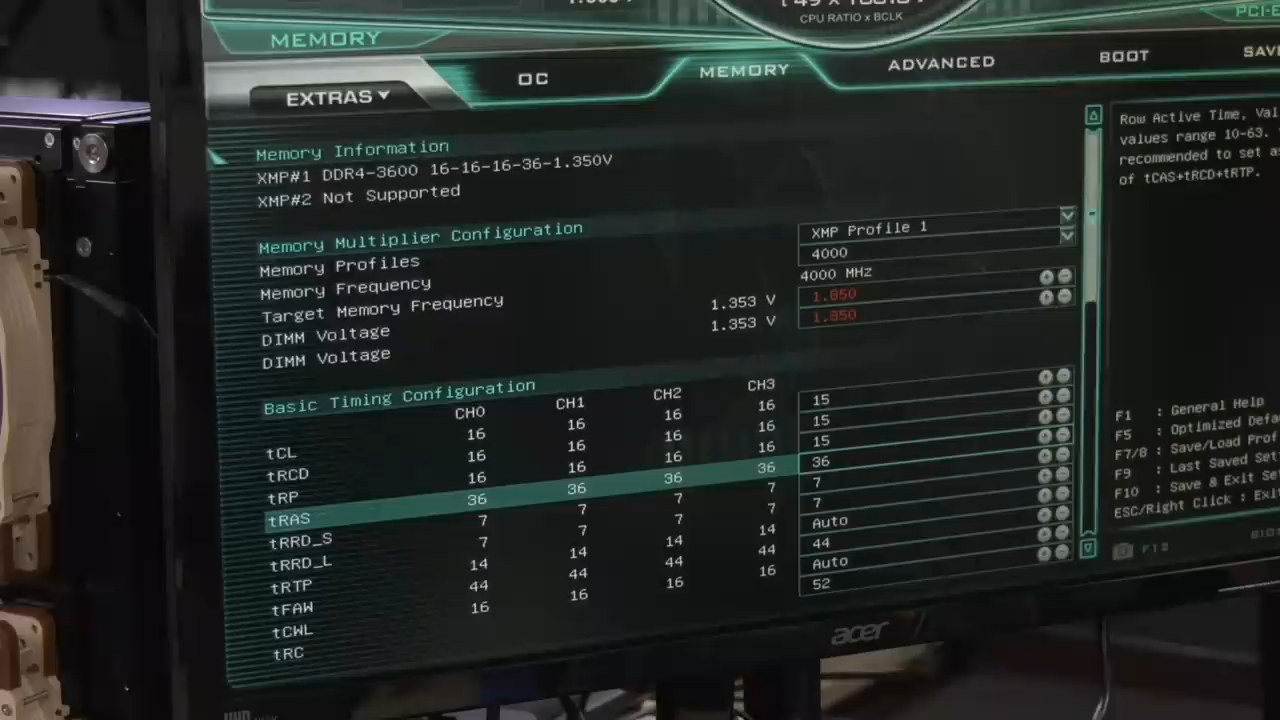 CPU RATIO x BCLK
PCI-E
MEMORY
EXTRAS OC MEMORY ADVANCED BOOT SAV
Memory Information
XMP#1 DDR4-3600 16-16-16-36-1.350V
XMP#2 Not Supported
Memory Multiplier Configuration
Memory Profiles XMP Profile 1
Memory Frequency 4000
Target Memory Frequency 4000 MHz
DIMM Voltage 1.353 V 1.850
DIMM Voltage 1.353 V 1.850
Basic Timing Configuration
CH0 CH1 CH2 CH3
tCL 16 16 16 16 15
tRCD 16 16 16 16 15
tRP 16 16 16 16 15
tRAS 36 36 36 36 36
tRRD_S 7 7 7 7 7
tRRD_L 7 7 7 7 7
tRTP 14 14 14 14 Auto
tFAW 44 44 44 44 44
tCWL 16 16 16 16 Auto
tRC 52
Row Active Time, Val
values range 10-63.
recommended to set as
of tCAS+tRCD+tRTP.
F1 : General Help
F5 : Optimized Defa
F7/8 : Save/Load Prof
F9 : Last Saved Set
F10 : Save & Exit Se
ESC/Right Click : Exi
F12
BIOS
acer